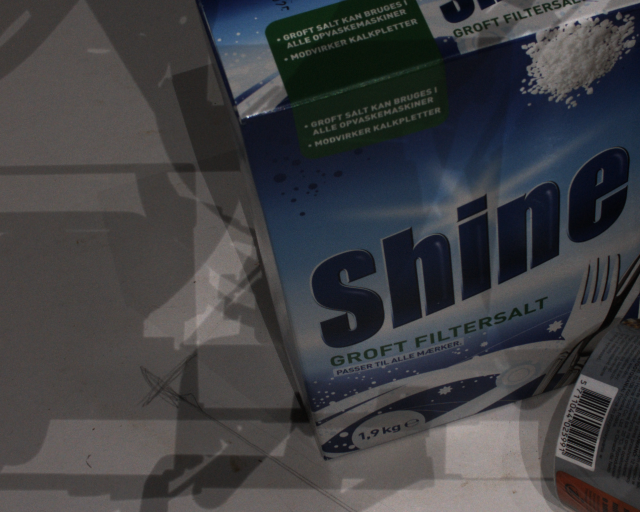 • GROFT SALT KAN BRUGES I
ALLE OPVASKEMASKINER
• MODVIRKER KALKPLETTER
GROFT FILTERSALT
• GROFT SALT KAN BRUGES I
ALLE OPVASKEMASKINER
• MODVIRKER KALKPLETTER
Shine
GROFT FILTERSALT
PASSER TIL ALLE MÆRKER
1,9 kg ℮